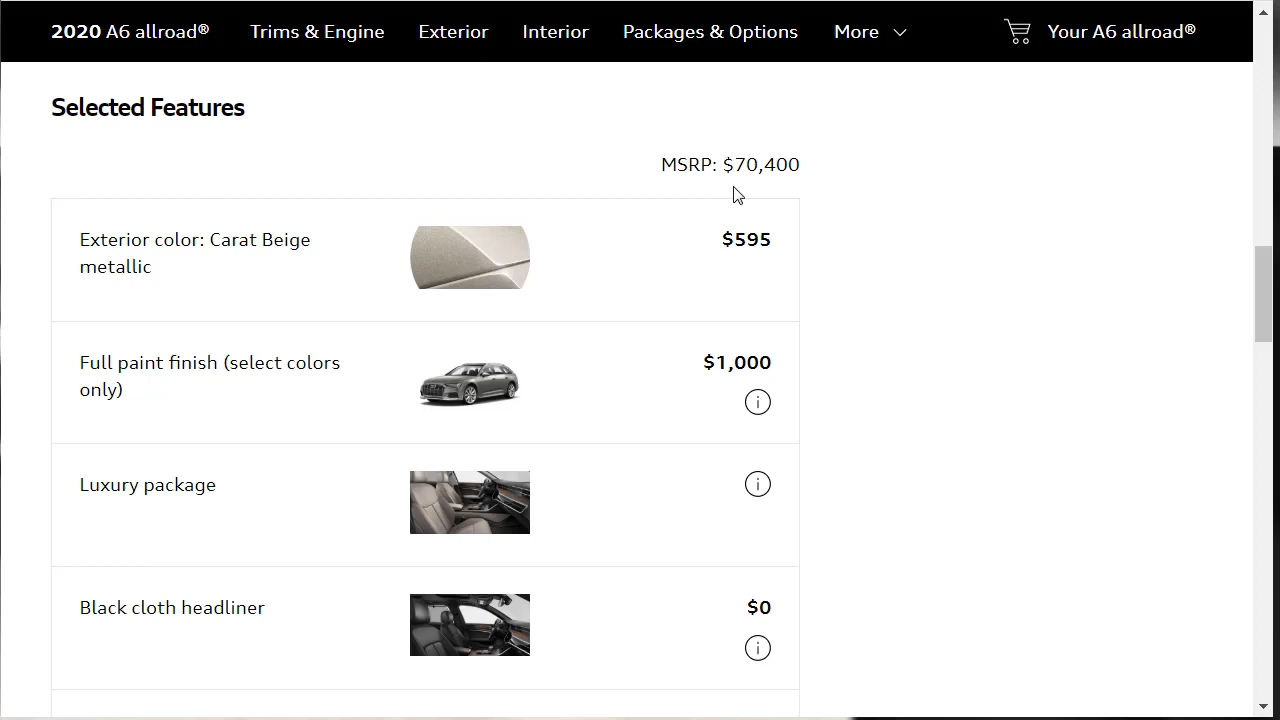 2020 A6 allroad® Trims & Engine Exterior Interior Packages & Options More Your A6 allroad®
Selected Features
MSRP: $70,400
Exterior color: Carat Beige metallic $595
Full paint finish (select colors only) $1,000
Luxury package
Black cloth headliner $0